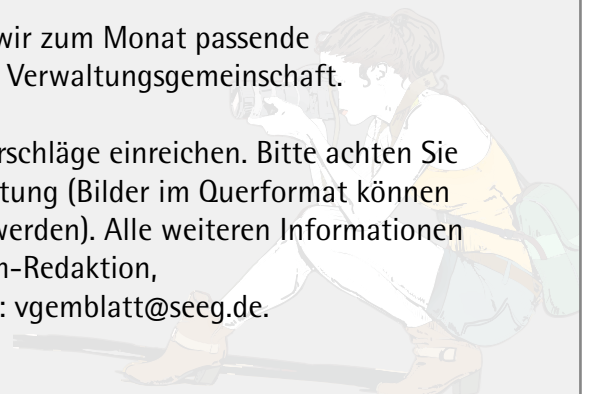 wir zum Monat passende
Verwaltungsgemeinschaft.
rschläge einreichen. Bitte achten Sie
tung (Bilder im Querformat können
werden). Alle weiteren Informationen
n-Redaktion,
: vgemblatt@seeg.de.